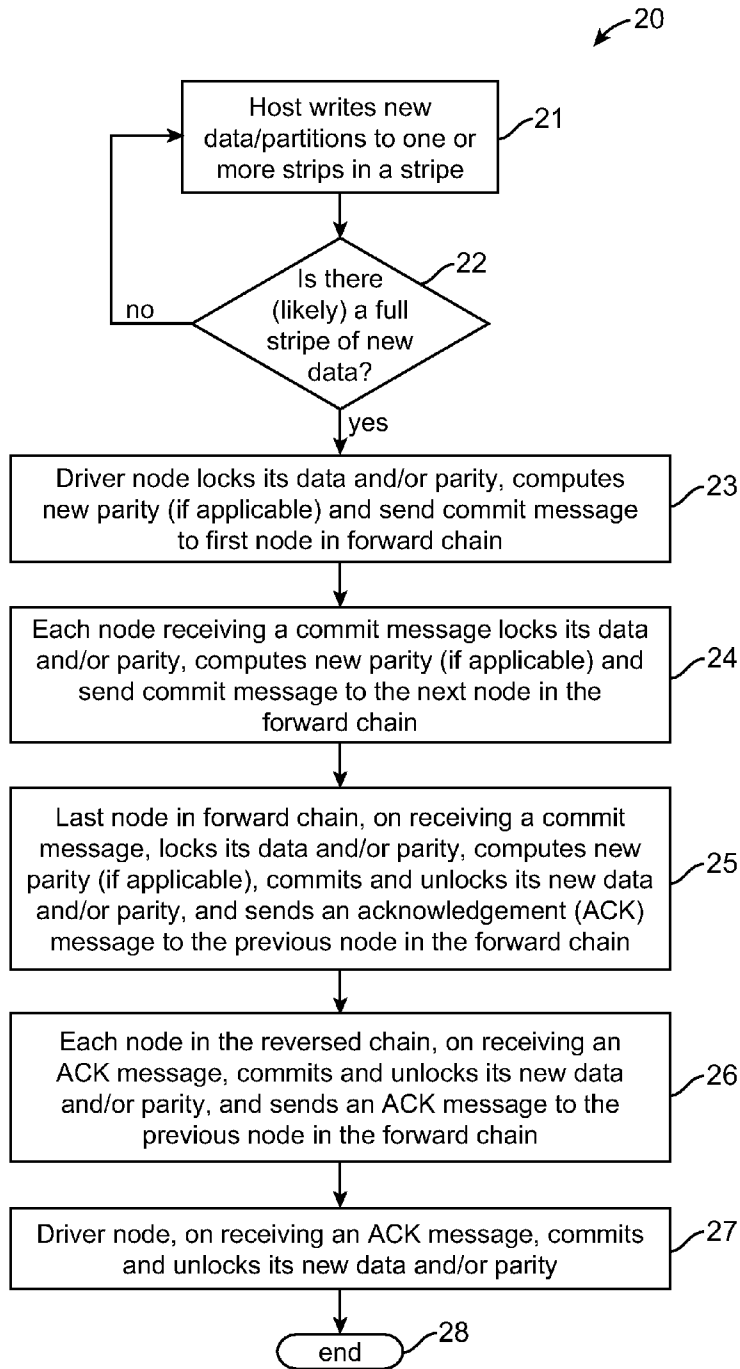 20
Host writes new
data/partitions to one or
more strips in a stripe
21
Is there
(likely) a full
stripe of new
data?
22
no
yes
Driver node locks its data and/or parity, computes
new parity (if applicable) and send commit message
to first node in forward chain
23
Each node receiving a commit message locks its data
and/or parity, computes new parity (if applicable) and
send commit message to the next node in the
forward chain
24
Last node in forward chain, on receiving a commit
message, locks its data and/or parity, computes new
parity (if applicable), commits and unlocks its new data
and/or parity, and sends an acknowledgement (ACK)
message to the previous node in the forward chain
25
Each node in the reversed chain, on receiving an
ACK message, commits and unlocks its new data
and/or parity, and sends an ACK message to the
previous node in the forward chain
26
Driver node, on receiving an ACK message, commits
and unlocks its new data and/or parity
27
end
28